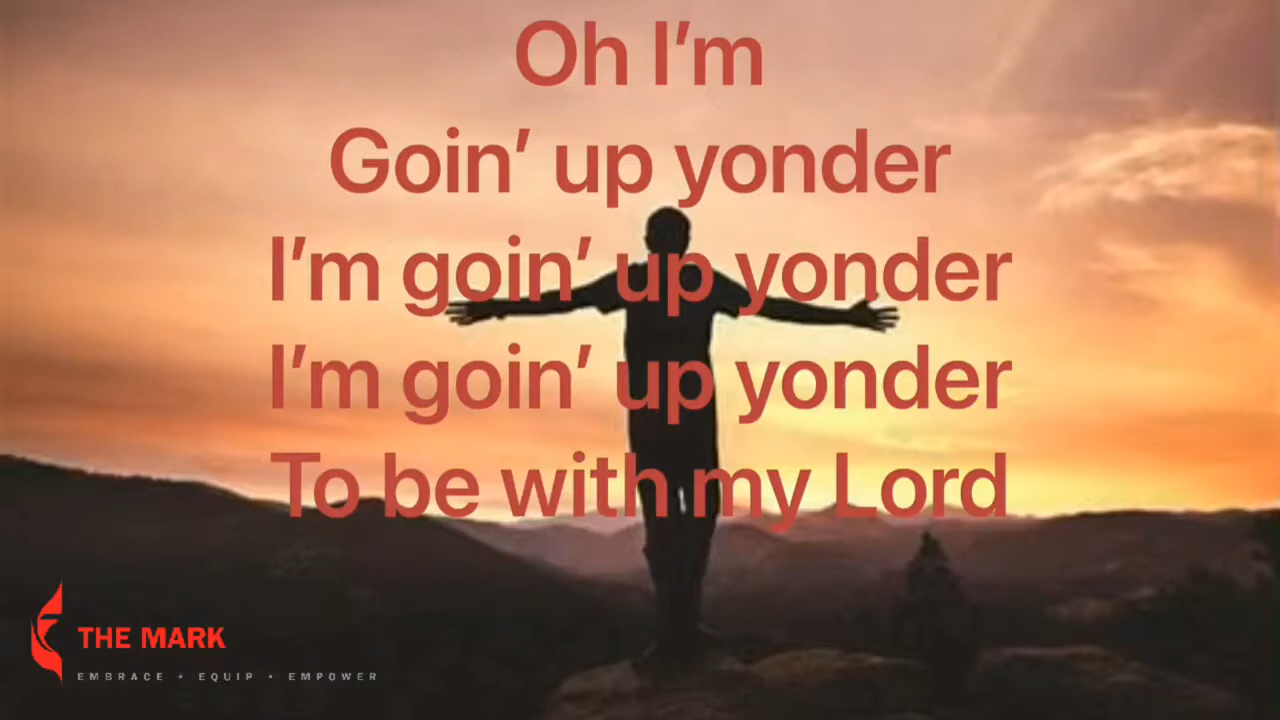 Oh I’m
Goin’ up yonder
I’m goin’ up yonder
I’m goin’ up yonder
To be with my Lord
THE MARK
EMBRACE • EQUIP • EMPOWER